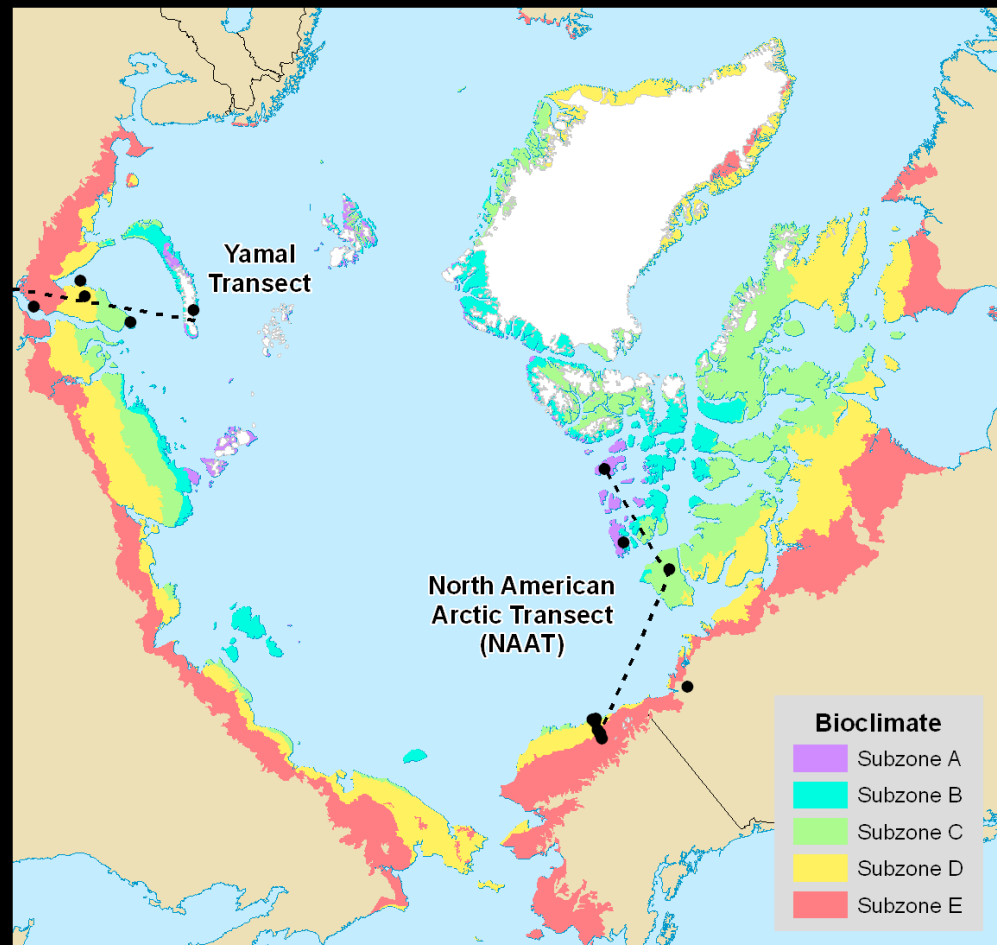 Yamal
Transect
North American
Arctic Transect
(NAAT)
Bioclimate
Subzone A
Subzone B
Subzone C
Subzone D
Subzone E